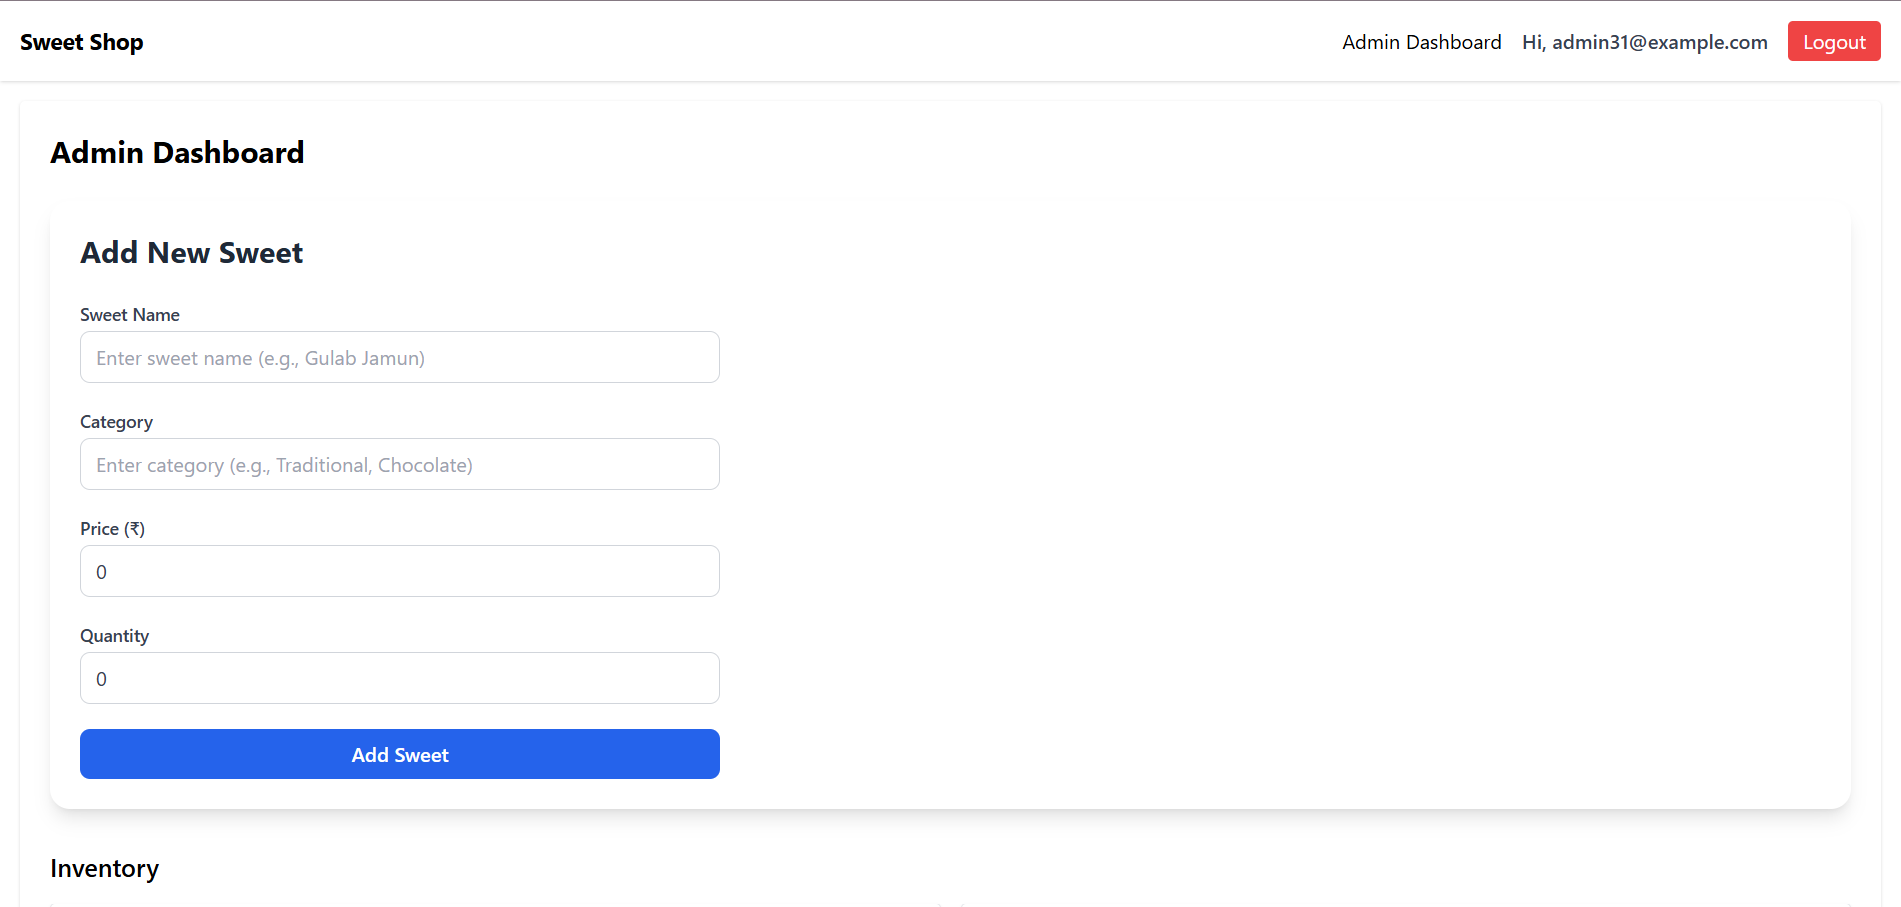 Sweet Shop
Admin Dashboard
Hi, admin31@example.com
Logout
Admin Dashboard
Add New Sweet
Sweet Name
Enter sweet name (e.g., Gulab Jamun)
Category
Enter category (e.g., Traditional, Chocolate)
Price (₹)
0
Quantity
0
Add Sweet
Inventory